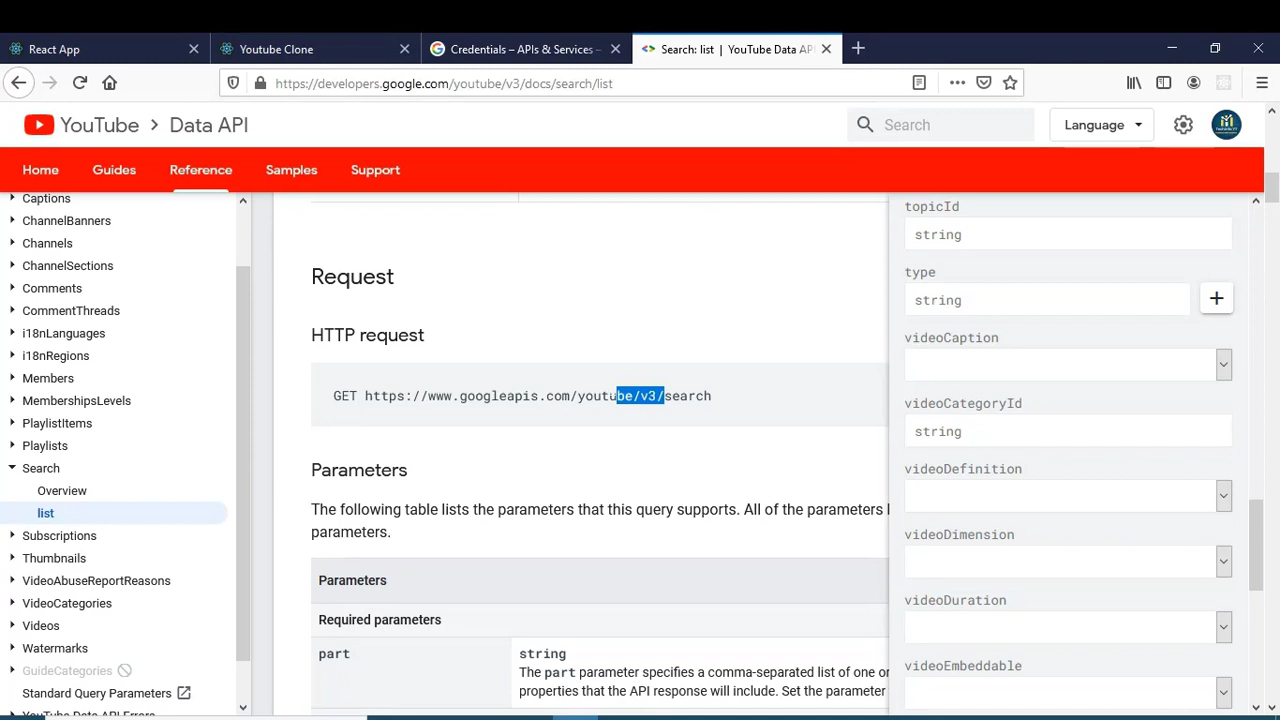 React App
Youtube Clone
Credentials – APIs & Services –
Search: list | YouTube Data API
https://developers.google.com/youtube/v3/docs/search/list
YouTube > Data API
Search
Language
Home
Guides
Reference
Samples
Support
Captions
ChannelBanners
Channels
ChannelSections
Comments
CommentThreads
i18nLanguages
i18nRegions
Members
MembershipsLevels
PlaylistItems
Playlists
Search
Overview
list
Subscriptions
Thumbnails
VideoAbuseReportReasons
VideoCategories
Videos
Watermarks
GuideCategories
Standard Query Parameters
YouTube Data API Errors
Request
HTTP request
GET https://www.googleapis.com/youtube/v3/search
Parameters
The following table lists the parameters that this query supports. All of the parameters l
parameters.
Parameters
Required parameters
part
string
The part parameter specifies a comma-separated list of one or
properties that the API response will include. Set the parameter
topicId
string
type
string
+
videoCaption
videoCategoryId
string
videoDefinition
videoDimension
videoDuration
videoEmbeddable